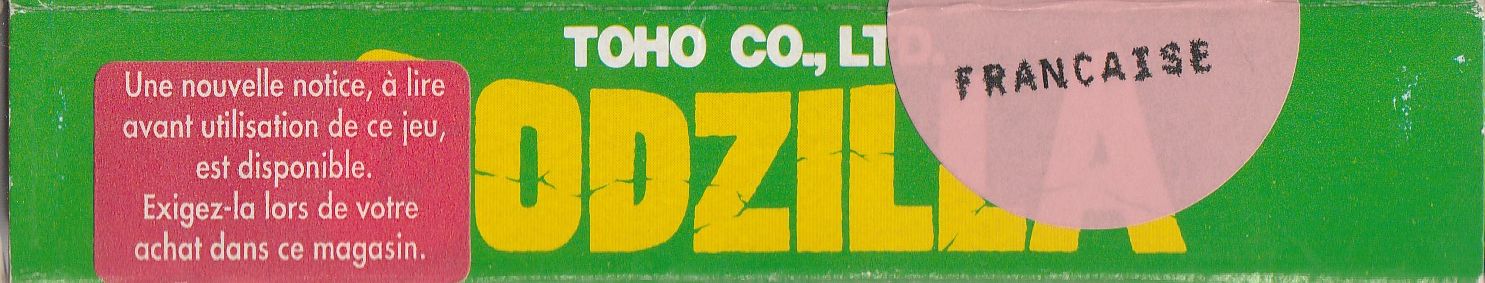 TOHO CO., LTD.
GODZILLA
FRANCAISE
Une nouvelle notice, à lire
avant utilisation de ce jeu,
est disponible.
Exigez-la lors de votre
achat dans ce magasin.